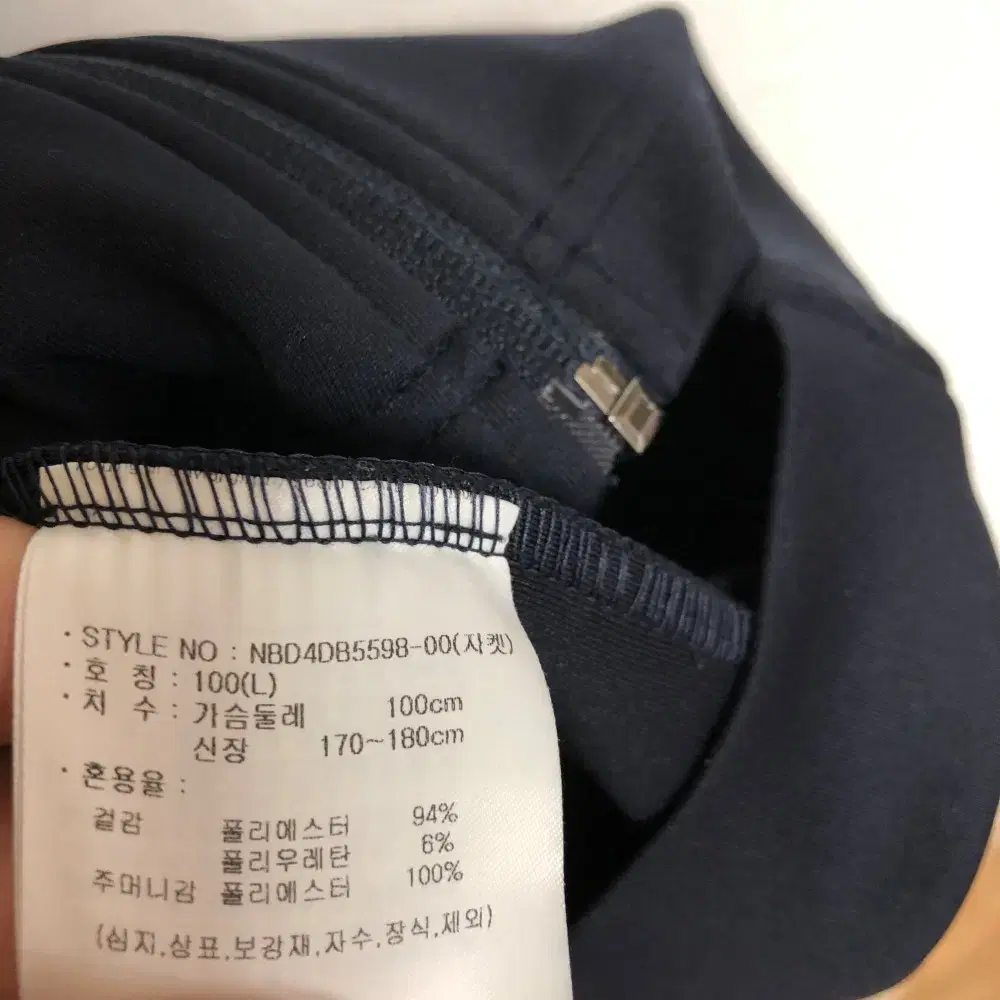 · STYLE NO : NBD4DB5598-00(자켓)
· 호 칭 : 100(L)
· 처 수 : 가슴둘레 100cm
신장 170~180cm
· 혼용율 :
겉감 폴리에스터 94%
폴리우레탄 6%
주머니감 폴리에스터 100%
(심지,상표,보강재,자수,장식,제외)